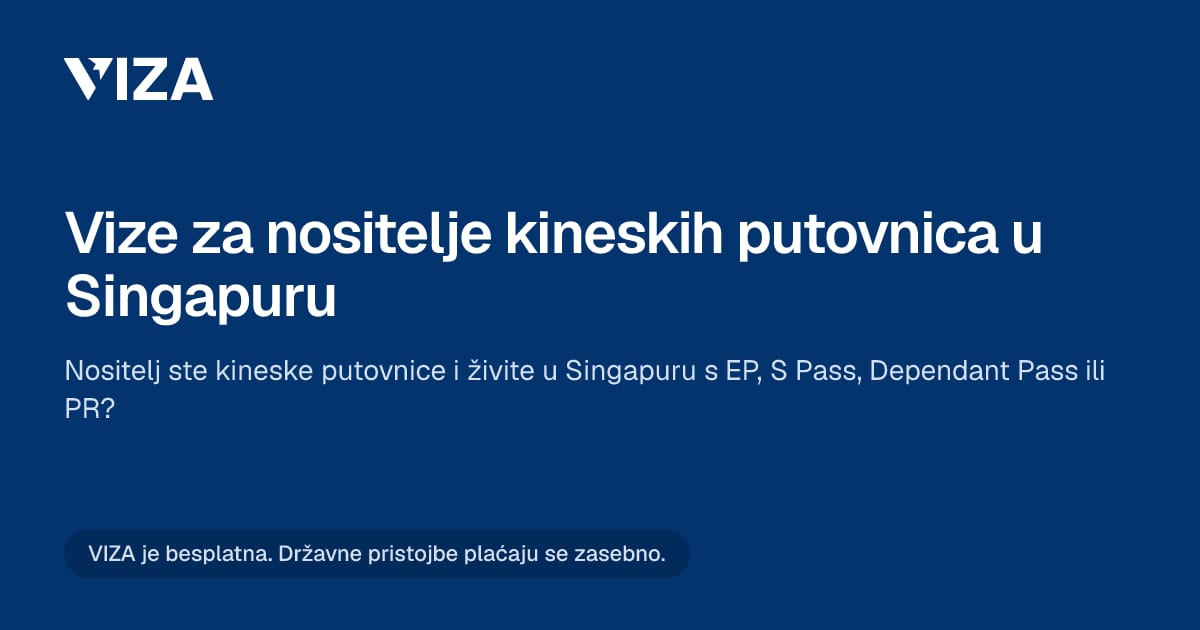 VIZA
Vize za nositelje kineskih putovnica u
Singapuru
Nositelj ste kineske putovnice i živite u Singapuru s EP, S Pass, Dependant Pass ili
PR?
VIZA je besplatna. Državne pristojbe plaćaju se zasebno.